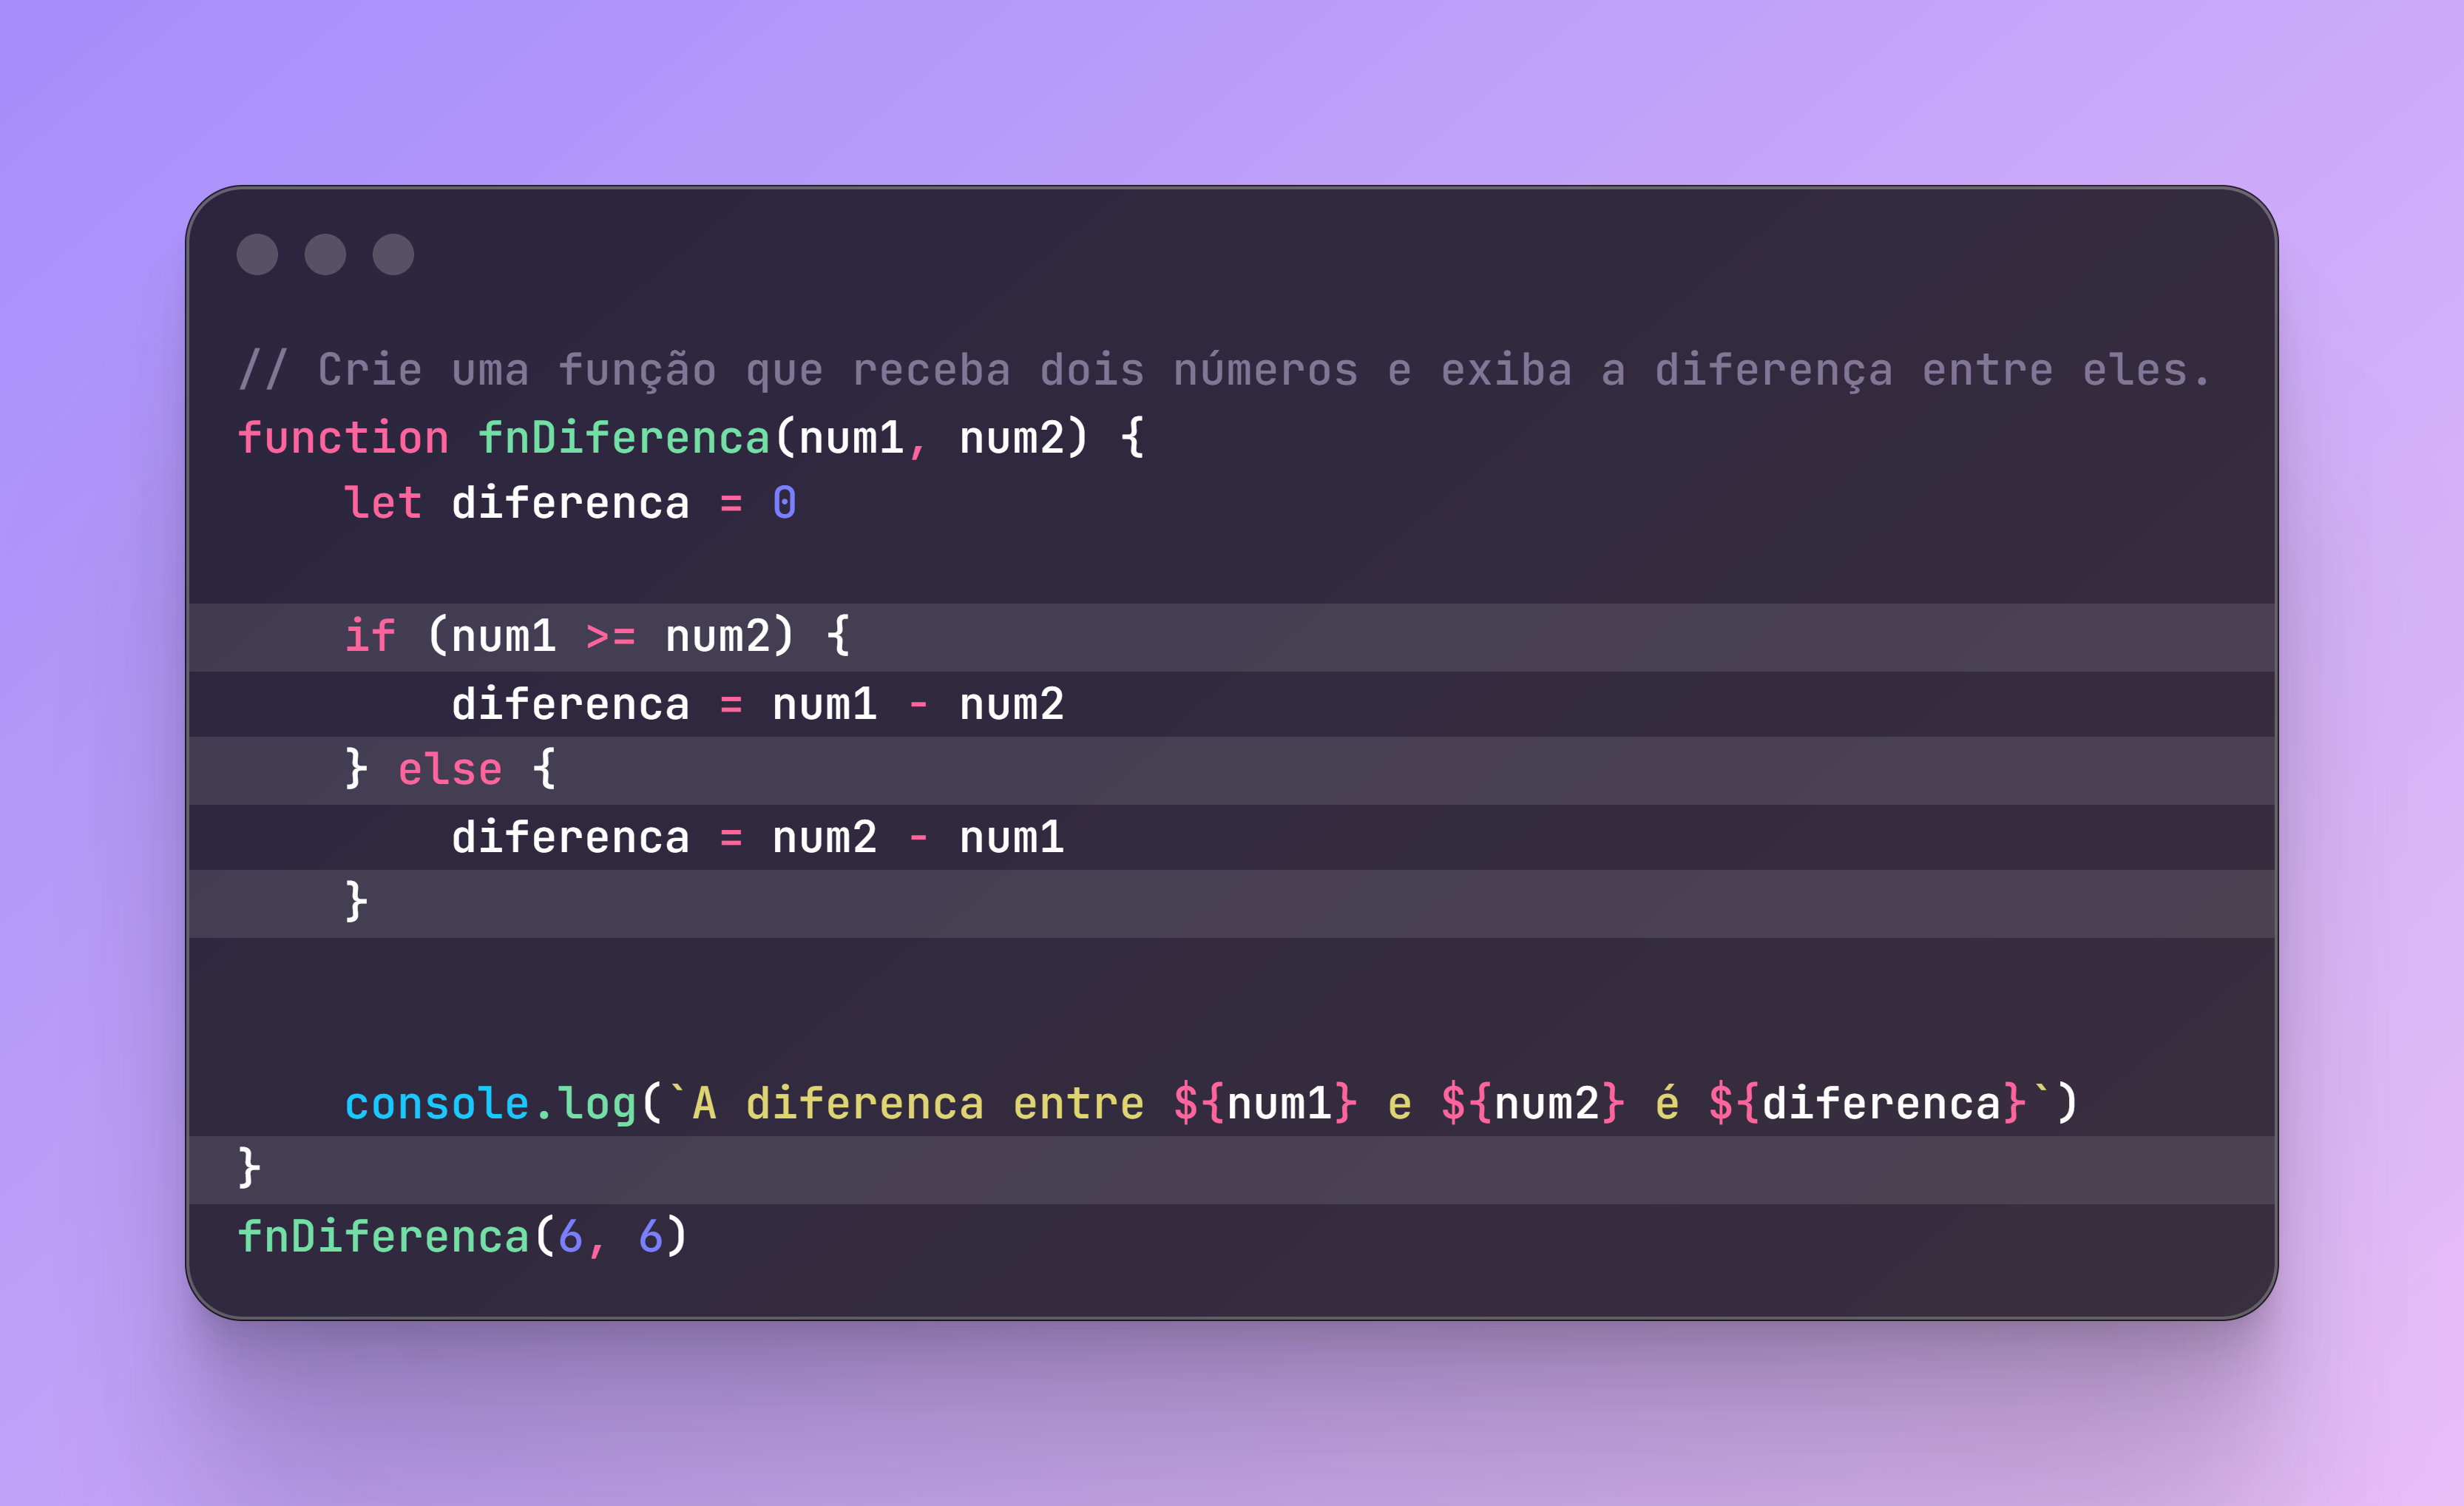 // Crie uma função que receba dois números e exiba a diferença entre eles.
function fnDiferenca(num1, num2) {
    let diferenca = 0
    if (num1 >= num2) {
        diferenca = num1 - num2
    } else {
        diferenca = num2 - num1
    }
    console.log(`A diferenca entre ${num1} e ${num2} é ${diferenca}`)
}
fnDiferenca(6, 6)